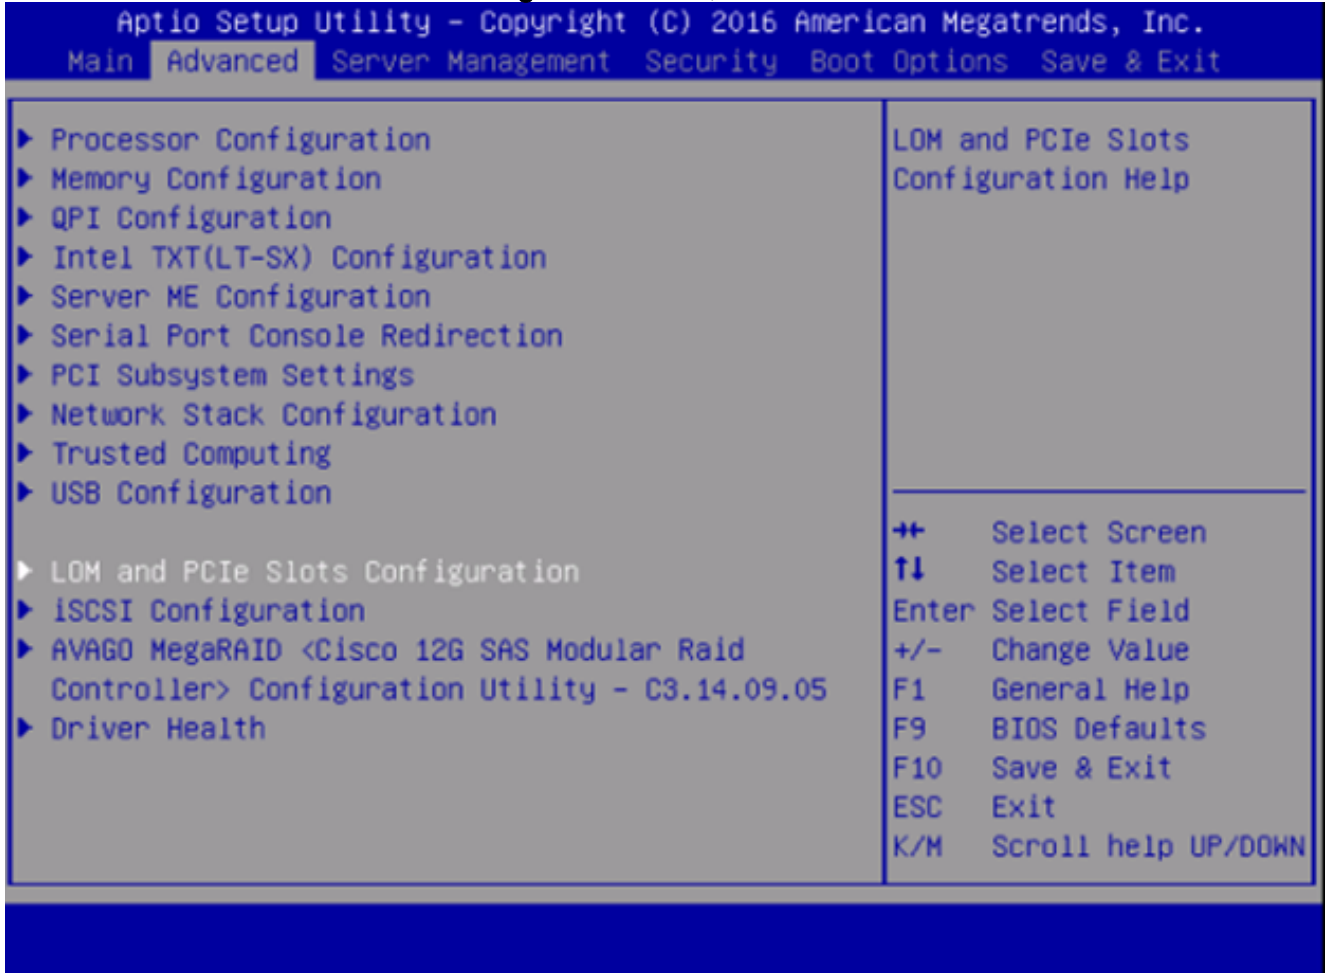 Aptio Setup Utility – Copyright (C) 2016 American Megatrends, Inc.
Main Advanced Server Management Security Boot Options Save & Exit
Processor Configuration
Memory Configuration
QPI Configuration
Intel TXT(LT-SX) Configuration
Server ME Configuration
Serial Port Console Redirection
PCI Subsystem Settings
Network Stack Configuration
Trusted Computing
USB Configuration
LOM and PCIe Slots Configuration
iSCSI Configuration
AVAGO MegaRAID <Cisco 12G SAS Modular Raid
Controller> Configuration Utility – C3.14.09.05
Driver Health
LOM and PCIe Slots
Configuration Help
→← Select Screen
↑↓ Select Item
Enter Select Field
+/- Change Value
F1 General Help
F9 BIOS Defaults
F10 Save & Exit
ESC Exit
K/M Scroll help UP/DOWN